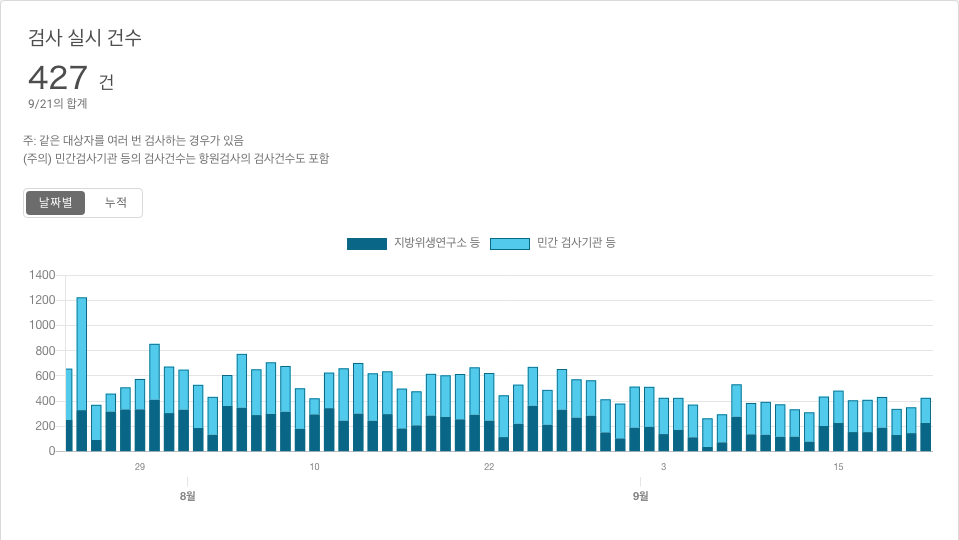 검사 실시 건수
427 건
9/21의 합계
주: 같은 대상자를 여러 번 검사하는 경우가 있음
(주의) 민간검사기관 등의 검사건수는 항원검사의 검사건수도 포함
날짜별 누적
지방위생연구소 등 민간 검사기관 등
1400
1200
1000
800
600
400
200
0
29 10 22 3 15
8월 9월